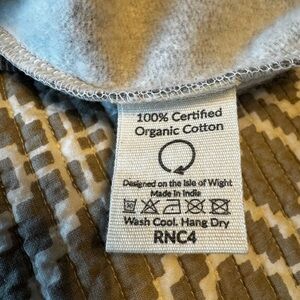 100% Certified
Organic Cotton
Designed on the Isle of Wight
Made in India
Wash Cool. Hang Dry
RNC4